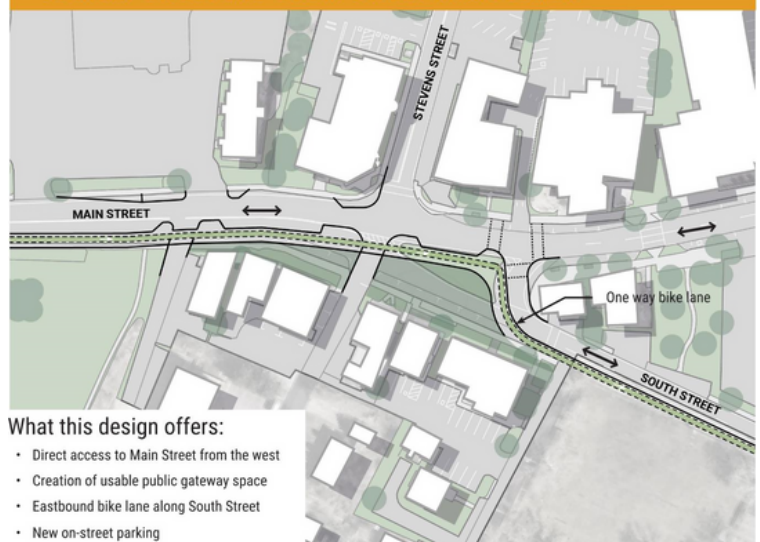 STEVENS STREET
MAIN STREET
One way bike lane
SOUTH STREET
What this design offers:
• Direct access to Main Street from the west
• Creation of usable public gateway space
• Eastbound bike lane along South Street
• New on-street parking